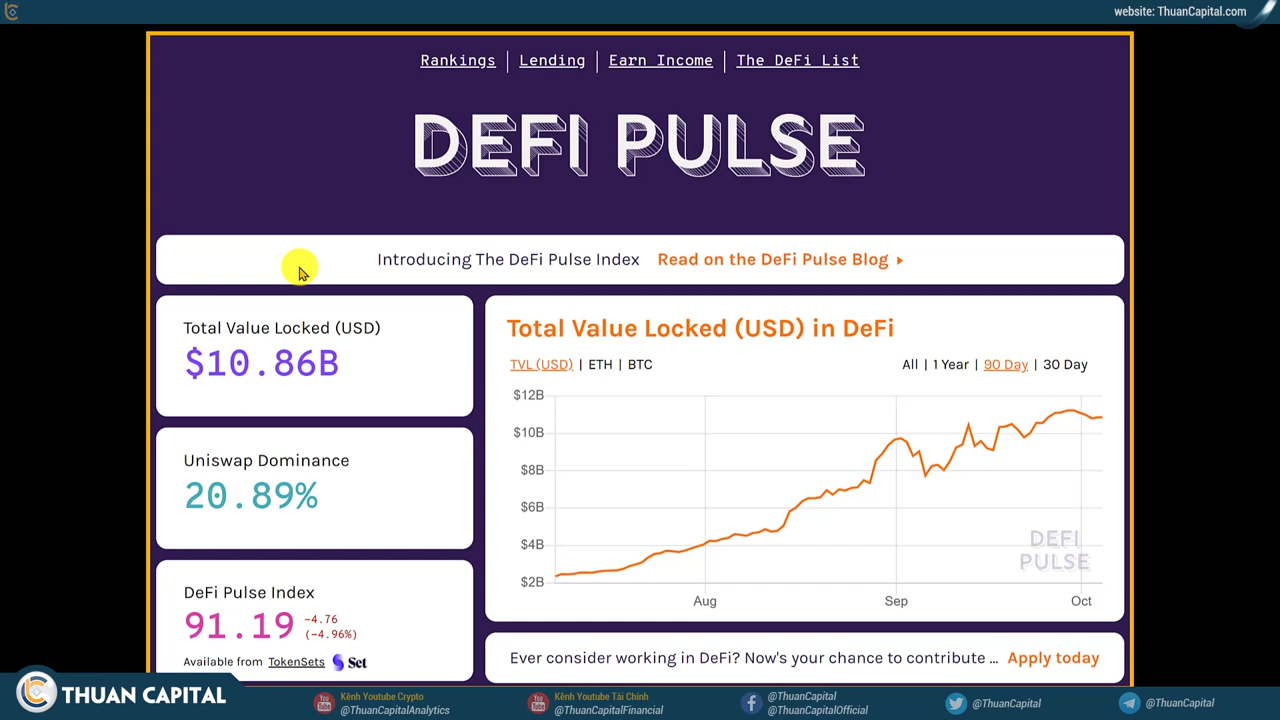 website: ThuanCapital.com
Rankings | Lending | Earn Income | The DeFi List
DEFI PULSE
Introducing The DeFi Pulse Index Read on the DeFi Pulse Blog
Total Value Locked (USD)
$10.86B
Uniswap Dominance
20.89%
DeFi Pulse Index
91.19 -4.76
(-4.96%)
Available from TokenSets Set
Total Value Locked (USD) in DeFi
TVL (USD) | ETH | BTC
All | 1 Year | 90 Day | 30 Day
$12B
$10B
$8B
$6B
$4B
$2B
Aug Sep Oct
DEFI
PULSE
Ever consider working in DeFi? Now's your chance to contribute ... Apply today
THUAN CAPITAL
You Tube
Kênh Youtube Crypto
@ThuanCapitalAnalytics
You Tube
Kênh Youtube Tài Chính
@ThuanCapitalFinancial
@ThuanCapital
@ThuanCapitalOfficial
@ThuanCapital
@ThuanCapital